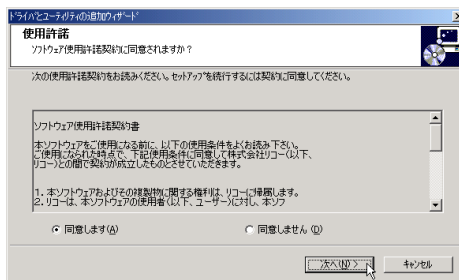 ドライバとユーティリティの追加ウィザード
使用許諾
ソフトウェア使用許諾契約に同意されますか？
次の使用許諾契約をお読みください。セットアップを続行するには契約に同意してください。
ソフトウェア使用許諾契約書
本ソフトウェアをご使用になる前に、以下の使用条件をよくお読み下さい。
ご使用になられた時点で、下記使用条件に同意して株式会社リコー（以下、
リコー）との間で契約が成立したものとさせていただきます。
1. 本ソフトウェアおよびその複製物に関する権利は、リコーに帰属します。
2. リコーは、本ソフトウェアの使用者（以下、ユーザー）に対し、本ソフ
同意します(A)
同意しません (D)
次へ(N) >
キャンセル